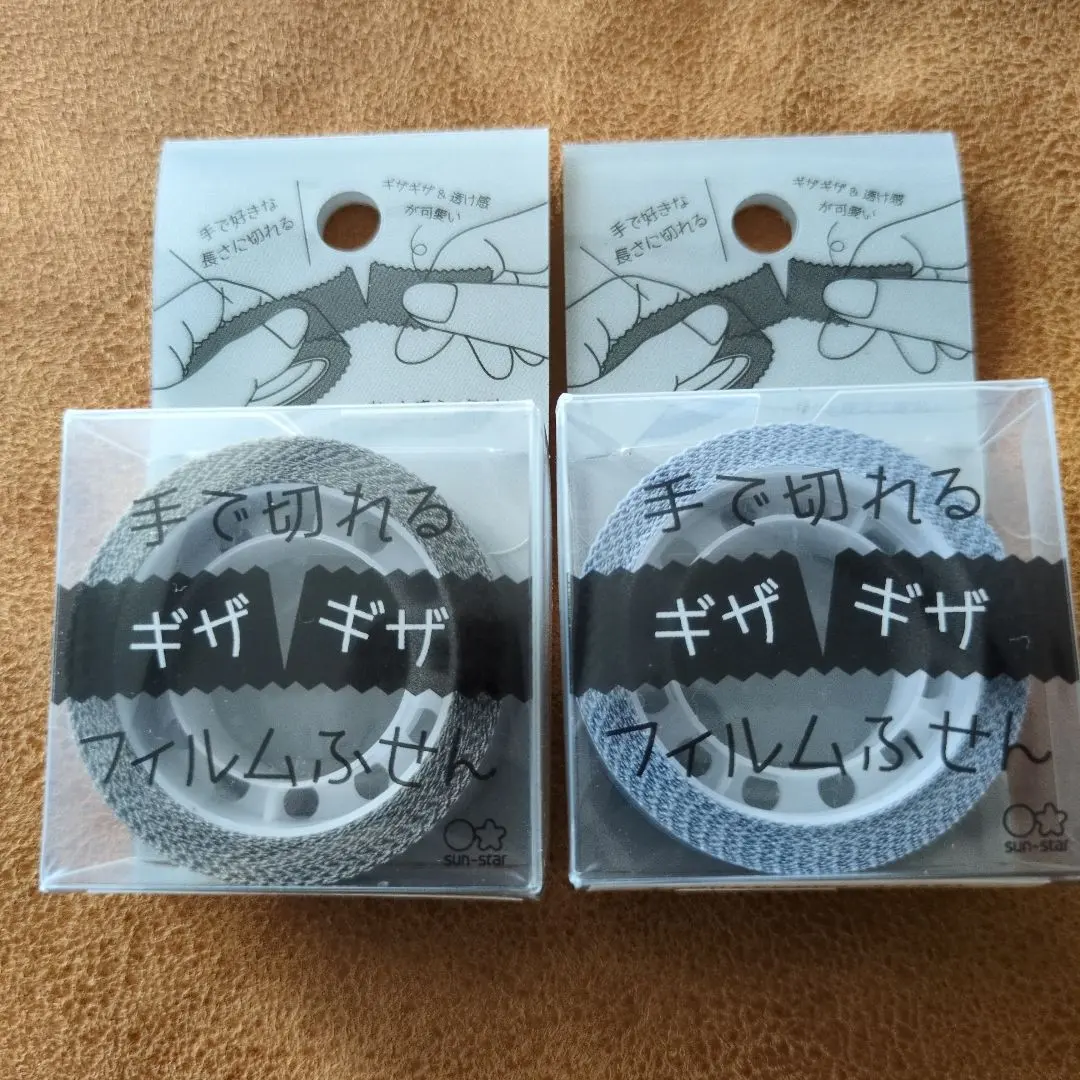 手で好きな
長さに切れる
ギザギザ&透け感
が可愛い
手で切れる
ギザギザ
フィルムふせん
sun-star
手で好きな
長さに切れる
ギザギザ&透け感
が可愛い
手で切れる
ギザギザ
フィルムふせん
sun-star